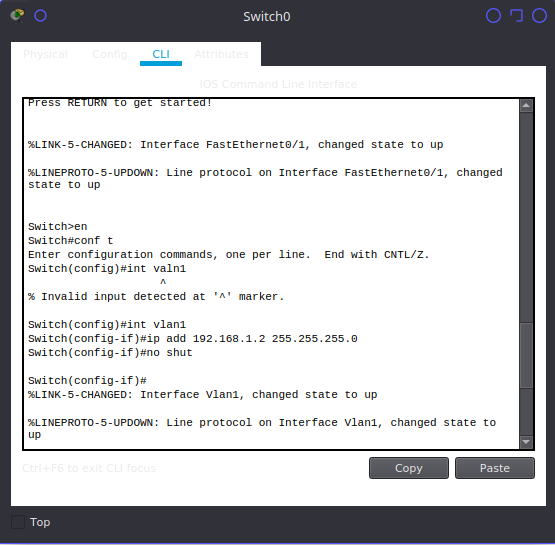 Switch0
Physical Config CLI Attributes
IOS Command Line Interface
Press RETURN to get started!
%LINK-5-CHANGED: Interface FastEthernet0/1, changed state to up
%LINEPROTO-5-UPDOWN: Line protocol on Interface FastEthernet0/1, changed
state to up
Switch>en
Switch#conf t
Enter configuration commands, one per line.  End with CNTL/Z.
Switch(config)#int valn1
^
% Invalid input detected at '^' marker.
Switch(config)#int vlan1
Switch(config-if)#ip add 192.168.1.2 255.255.255.0
Switch(config-if)#no shut
Switch(config-if)#
%LINK-5-CHANGED: Interface Vlan1, changed state to up
%LINEPROTO-5-UPDOWN: Line protocol on Interface Vlan1, changed state to
up
Ctrl+F6 to exit CLI focus
Copy Paste
Top